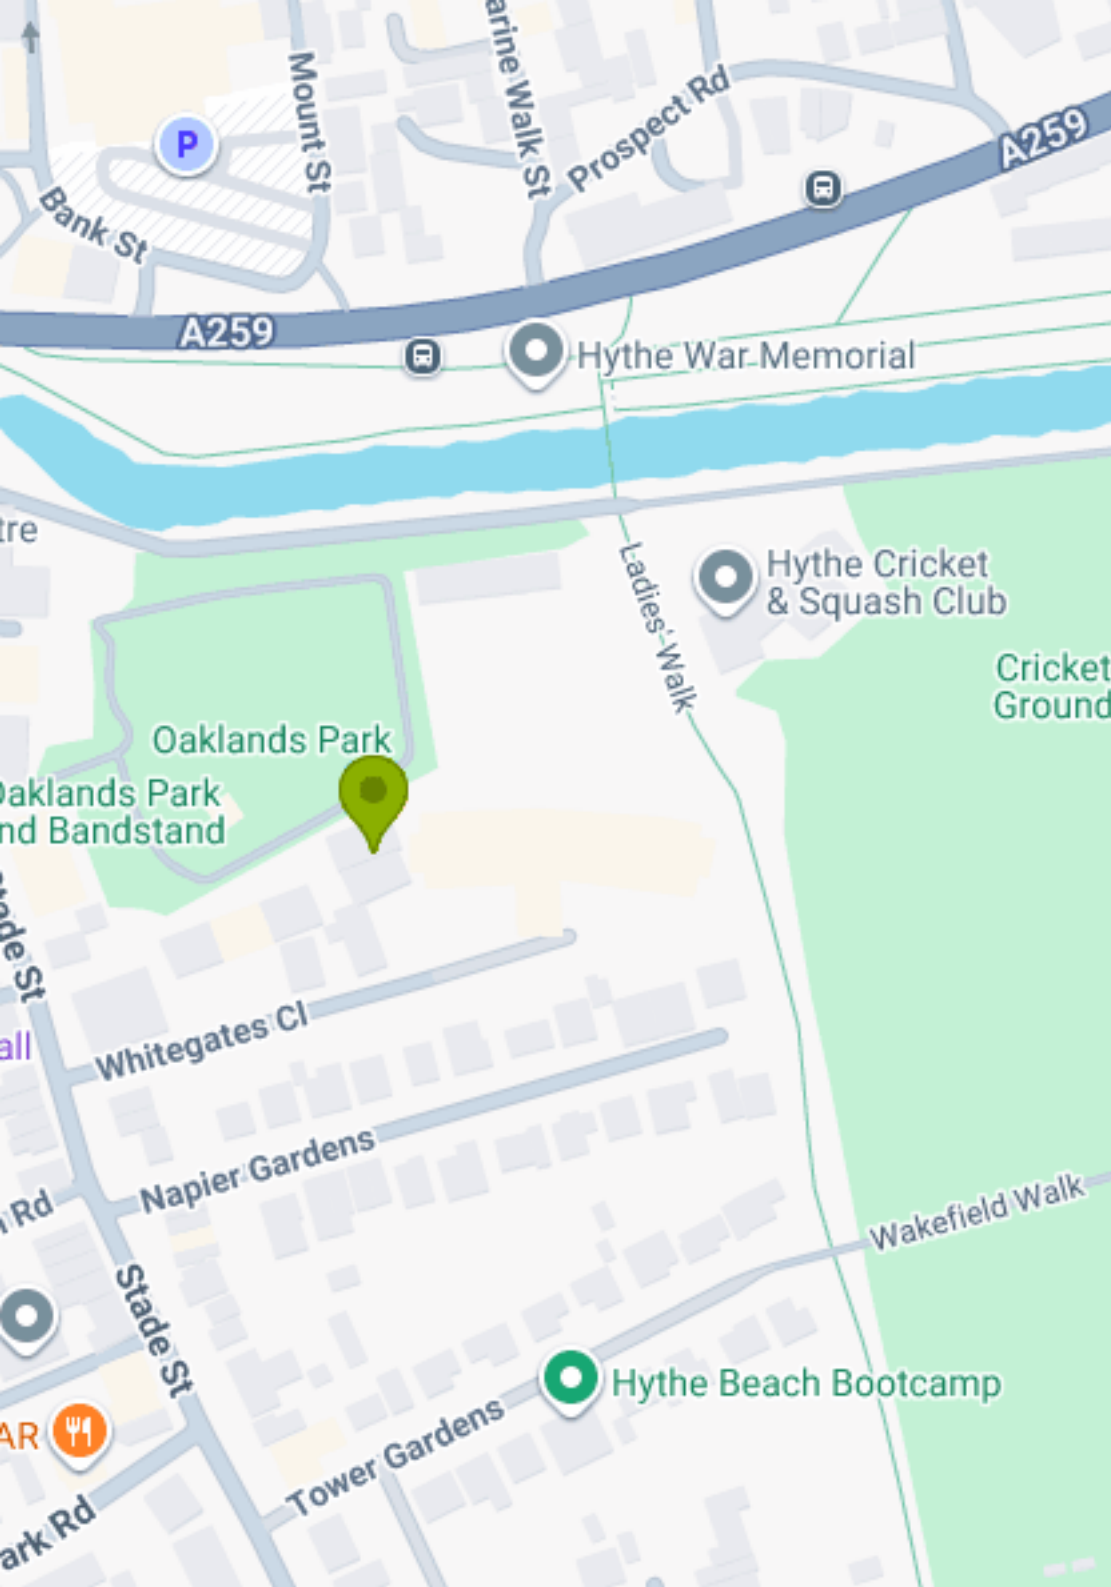 Mount St
arine Walk St
Prospect Rd
A259
P
Bank St
A259
Hythe War Memorial
tre
Ladies' Walk
Hythe Cricket
& Squash Club
Cricket
Ground
Oaklands Park
Oaklands Park
nd Bandstand
Stade St
Whitegates Cl
all
Napier Gardens
Rd
Wakefield Walk
Stade St
Hythe Beach Bootcamp
AR
Tower Gardens
ark Rd